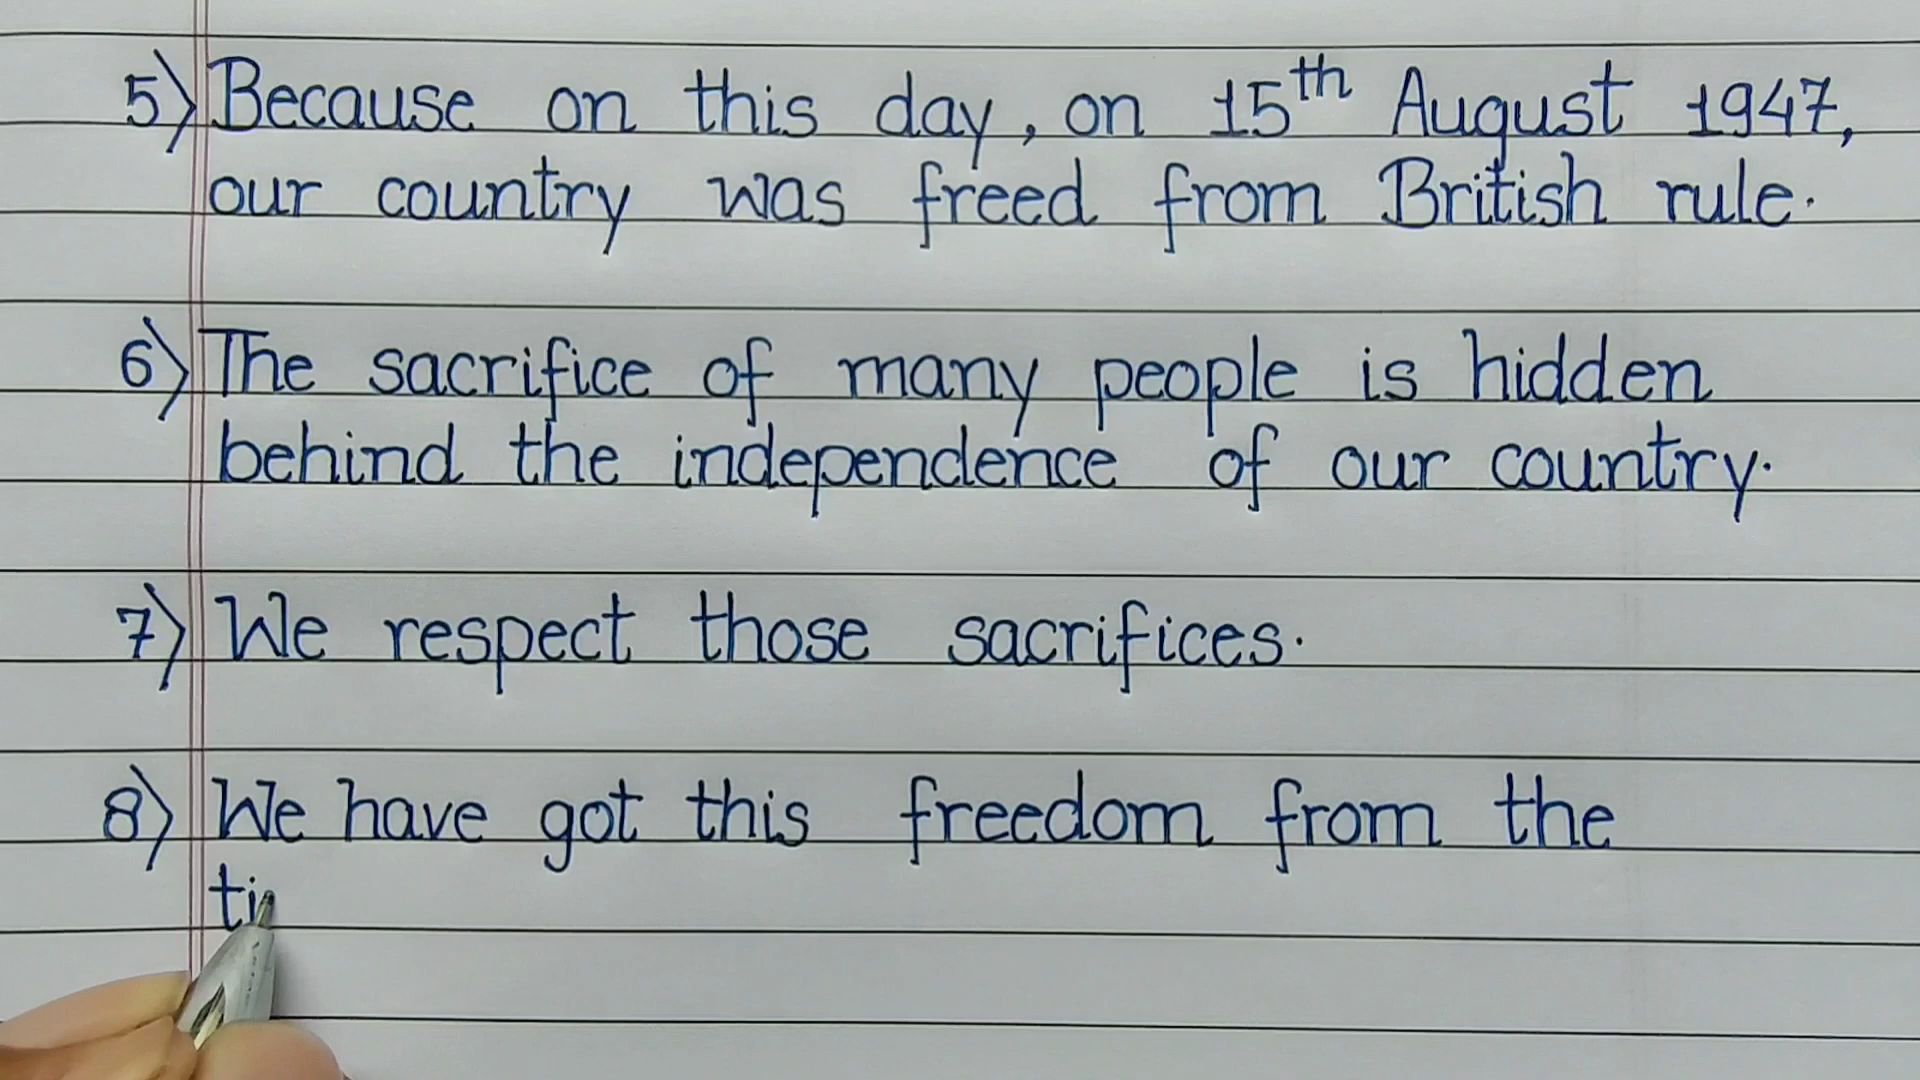 5) Because on this day, on 15th August 1947,
our country was freed from British rule.
6) The sacrifice of many people is hidden
behind the independence of our country.
7) We respect those sacrifices.
8) We have got this freedom from the